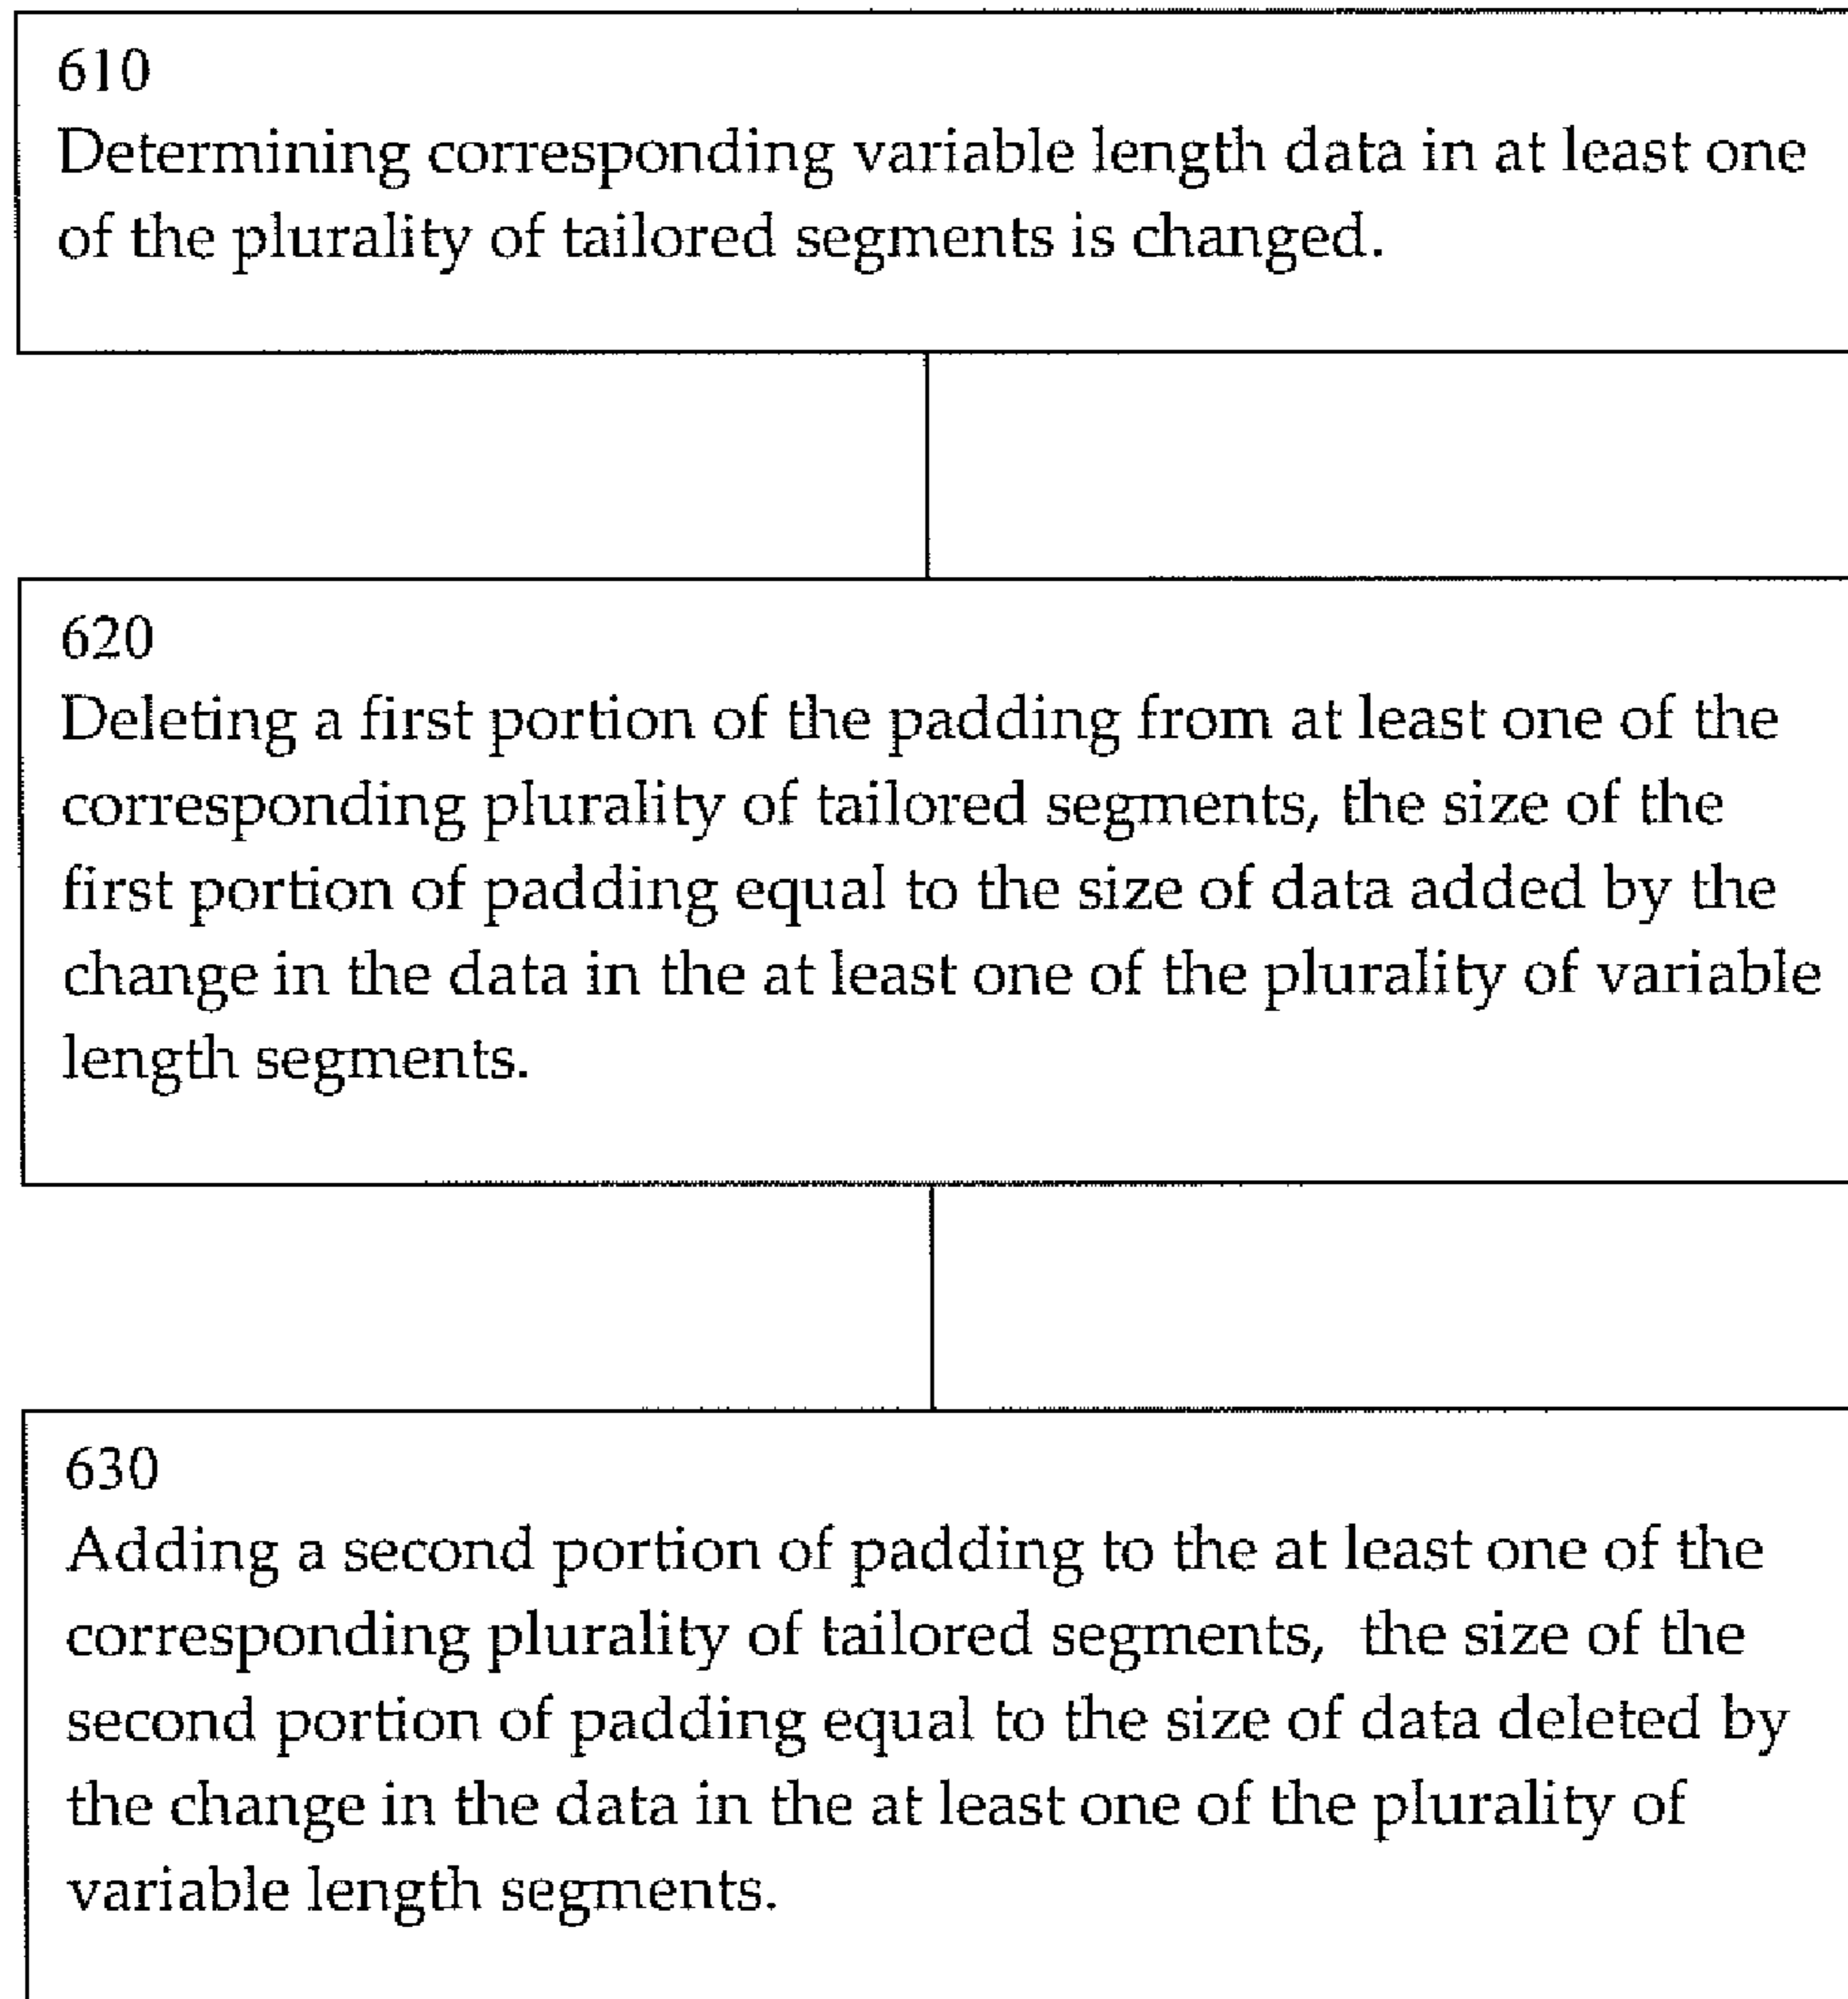 610
Determining corresponding variable length data in at least one
of the plurality of tailored segments is changed.
620
Deleting a first portion of the padding from at least one of the
corresponding plurality of tailored segments, the size of the
first portion of padding equal to the size of data added by the
change in the data in the at least one of the plurality of variable
length segments.
630
Adding a second portion of padding to the at least one of the
corresponding plurality of tailored segments, the size of the
second portion of padding equal to the size of data deleted by
the change in the data in the at least one of the plurality of
variable length segments.